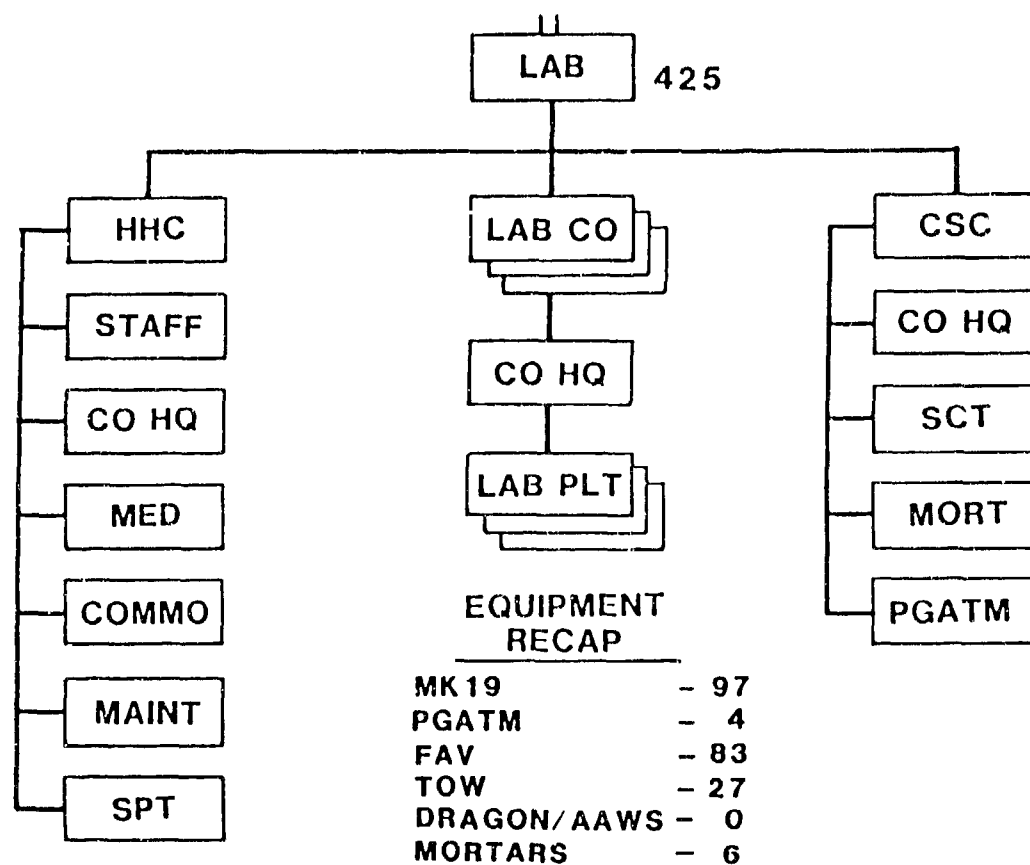 LAB
425
HHC
STAFF
CO HQ
MED
COMMO
MAINT
SPT
LAB CO
CO HQ
LAB PLT
CSC
CO HQ
SCT
MORT
PGATM
EQUIPMENT
RECAP
MK19 - 97
PGATM - 4
FAV - 83
TOW - 27
DRAGON/AAWS - 0
MORTARS - 6